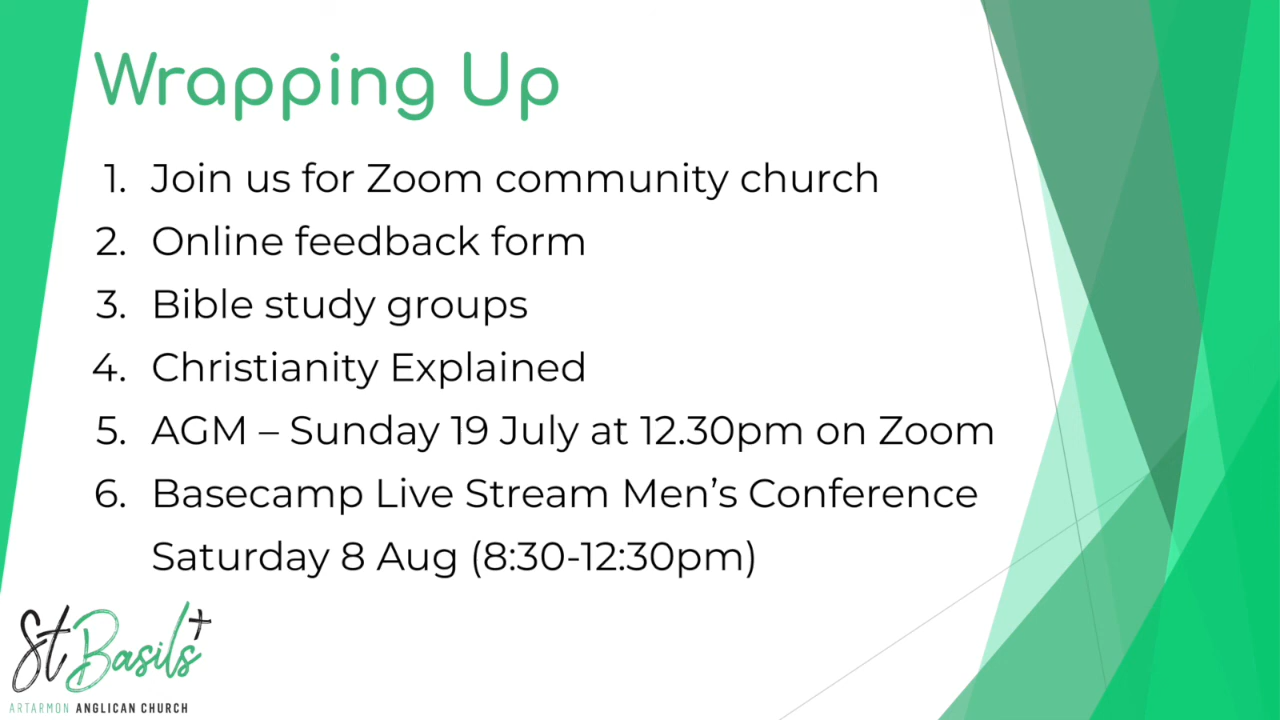 Wrapping Up
1. Join us for Zoom community church
2. Online feedback form
3. Bible study groups
4. Christianity Explained
5. AGM – Sunday 19 July at 12.30pm on Zoom
6. Basecamp Live Stream Men’s Conference
Saturday 8 Aug (8:30-12:30pm)
St Basils
ARTARMON ANGLICAN CHURCH